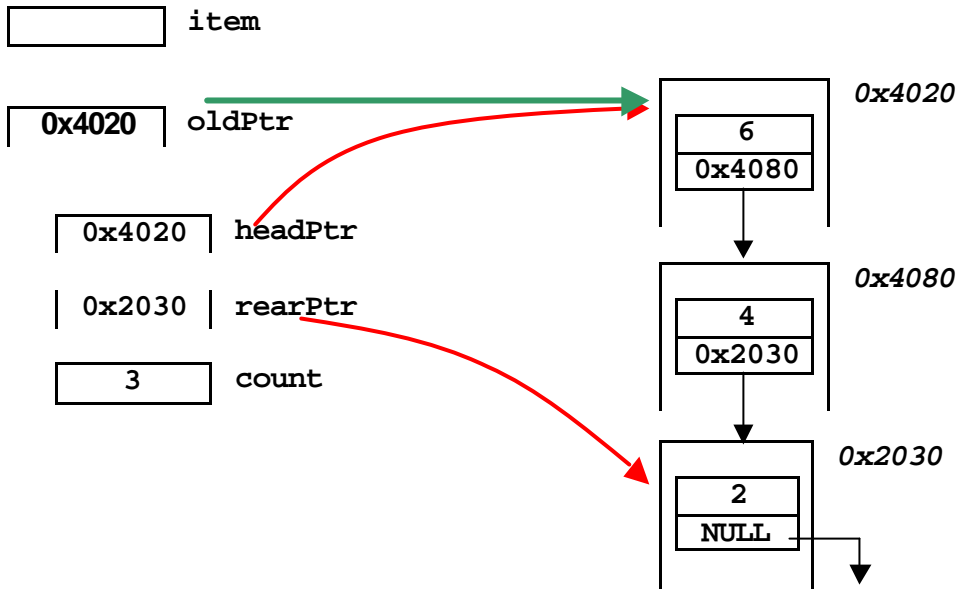 item
0x4020 oldPtr
0x4020 headPtr
0x2030 rearPtr
3 count
0x4020
6
0x4080
0x4080
4
0x2030
0x2030
2
NULL